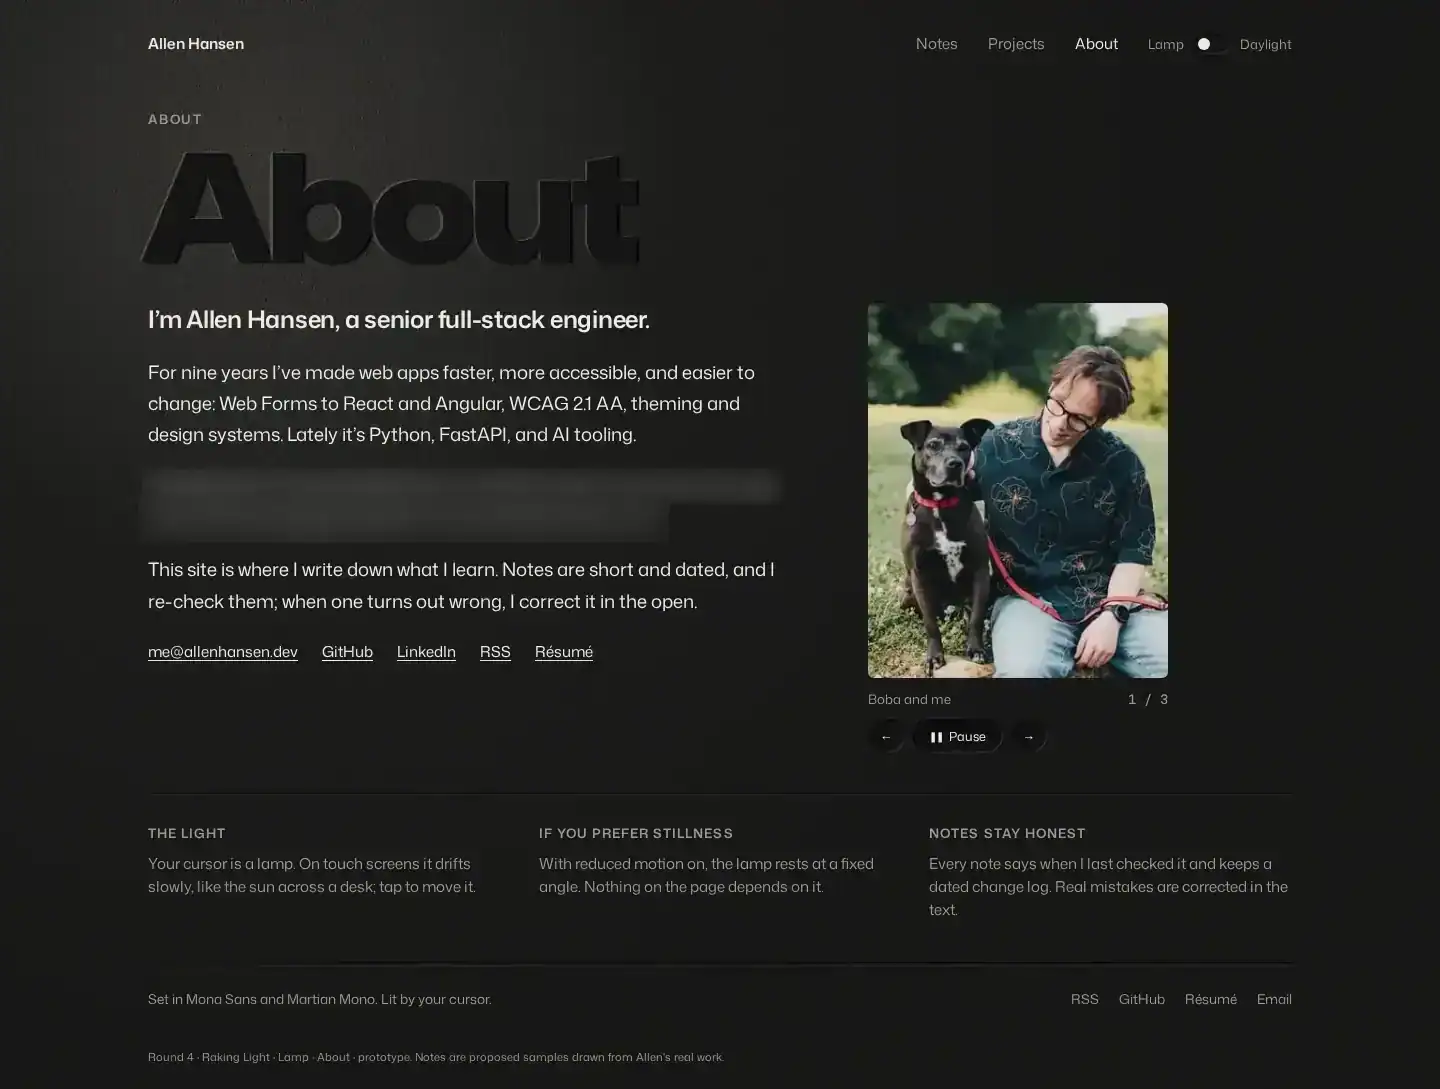 Allen Hansen
Notes Projects About Lamp Daylight
ABOUT
About
I’m Allen Hansen, a senior full-stack engineer.
For nine years I’ve made web apps faster, more accessible, and easier to
change: Web Forms to React and Angular, WCAG 2.1 AA, theming and
design systems. Lately it’s Python, FastAPI, and AI tooling.
This site is where I write down what I learn. Notes are short and dated, and I
re-check them; when one turns out wrong, I correct it in the open.
me@allenhansen.dev GitHub LinkedIn RSS Résumé
Boba and me 1 / 3
← Pause →
THE LIGHT
Your cursor is a lamp. On touch screens it drifts
slowly, like the sun across a desk; tap to move it.
IF YOU PREFER STILLNESS
With reduced motion on, the lamp rests at a fixed
angle. Nothing on the page depends on it.
NOTES STAY HONEST
Every note says when I last checked it and keeps a
dated change log. Real mistakes are corrected in the
text.
Set in Mona Sans and Martian Mono. Lit by your cursor.
RSS GitHub Résumé Email
Round 4 · Raking Light · Lamp · About · prototype. Notes are proposed samples drawn from Allen’s real work.